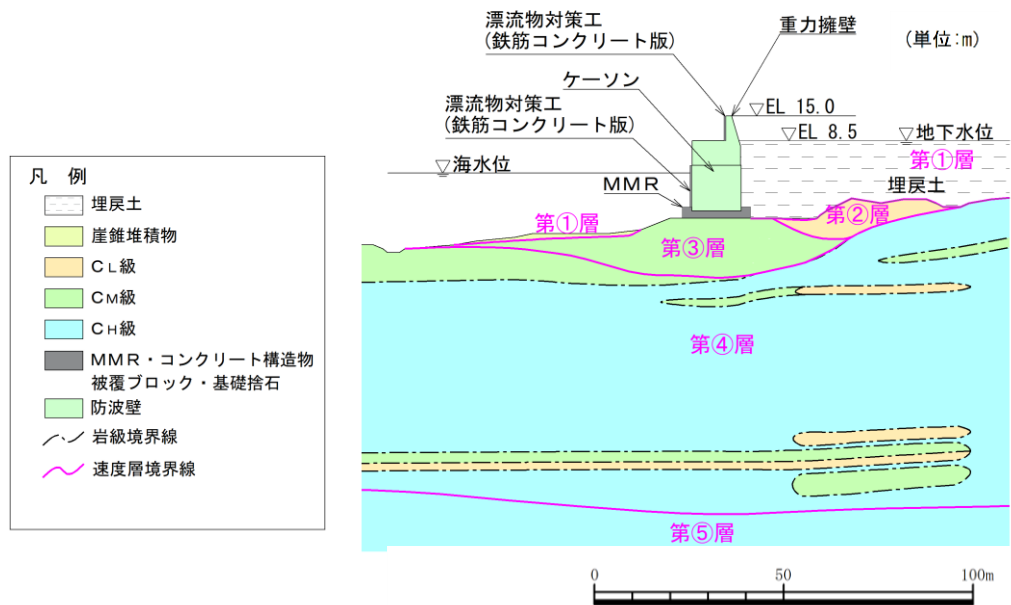 漂流物対策工
(鉄筋コンクリート版)
重力擁壁
(単位:m)
ケーソン
漂流物対策工
(鉄筋コンクリート版)
▽EL 15.0
▽EL 8.5
▽地下水位
▽海水位
第①層
MMR
埋戻土
第①層
第②層
第③層
第④層
第⑤層
凡 例
埋戻土
崖錐堆積物
CL級
CM級
CH級
MMR・コンクリート構造物
被覆ブロック・基礎捨石
防波壁
岩級境界線
速度層境界線
0 50 100m